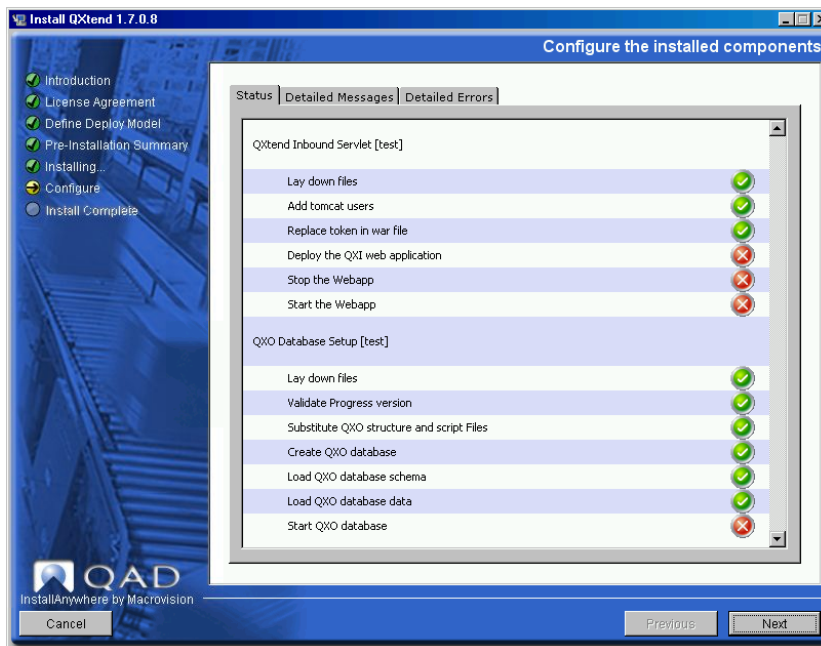 Install QXtend 1.7.0.8
Configure the installed components
Introduction
License Agreement
Define Deploy Model
Pre-Installation Summary
Installing...
Configure
Install Complete
Status Detailed Messages Detailed Errors
QXtend Inbound Servlet [test]
Lay down files
Add tomcat users
Replace token in war file
Deploy the QXI web application
Stop the Webapp
Start the Webapp
QXO Database Setup [test]
Lay down files
Validate Progress version
Substitute QXO structure and script Files
Create QXO database
Load QXO database schema
Load QXO database data
Start QXO database
QAD
InstallAnywhere by Macrovision
Cancel Previous Next